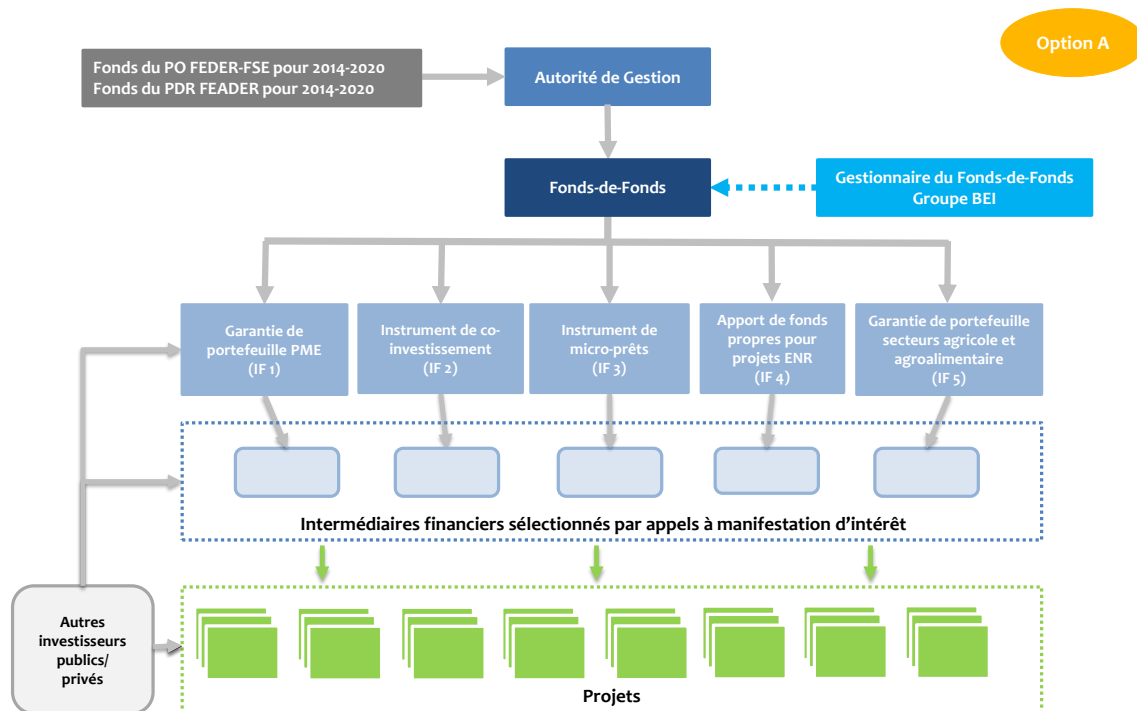 Option A
Fonds du PO FEDER-FSE pour 2014-2020
Fonds du PDR FEADER pour 2014-2020
Autorité de Gestion
Fonds-de-Fonds
Gestionnaire du Fonds-de-Fonds
Groupe BEI
Garantie de
portefeuille PME
(IF 1)
Instrument de co-
investissement
(IF 2)
Instrument de
micro-prêts
(IF 3)
Apport de fonds
propres pour
projets ENR
(IF 4)
Garantie de portefeuille
secteurs agricole et
agroalimentaire
(IF 5)
Intermédiaires financiers sélectionnés par appels à manifestation d'intérêt
Autres
investisseurs
publics/
privés
Projets